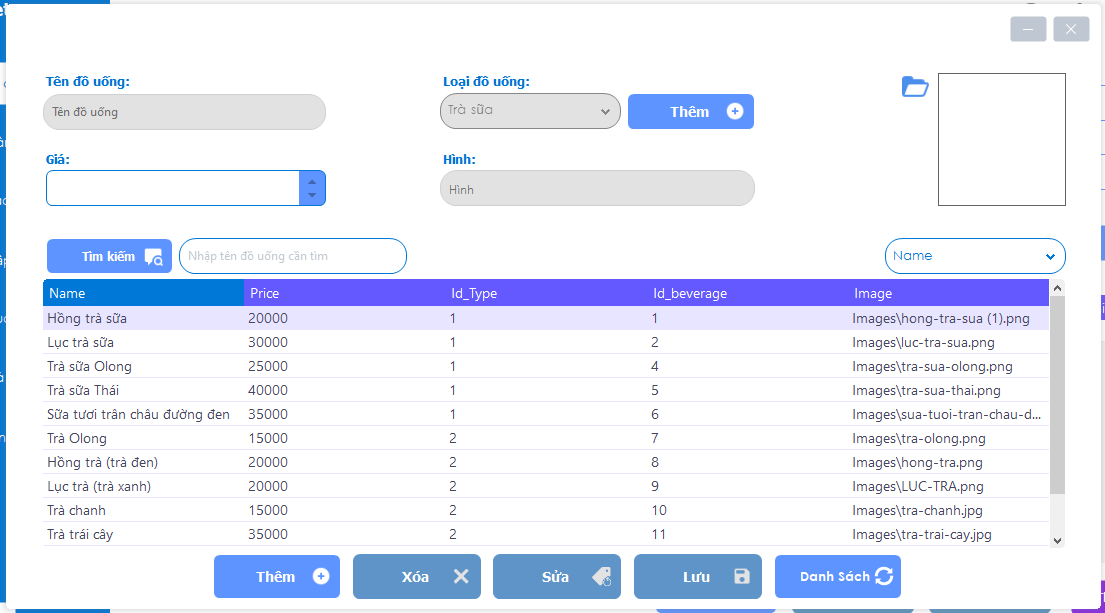 Tên đồ uống:
Loại đồ uống:
Tên đồ uống
Trà sữa
Thêm
Giá:
Hình:
Hình
Tìm kiếm
Nhập tên đồ uống cần tìm
Name
Name Price Id_Type Id_beverage Image
Hồng trà sữa 20000 1 1 Images\hong-tra-sua (1).png
Lục trà sữa 30000 1 2 Images\luc-tra-sua.png
Trà sữa Olong 25000 1 4 Images\tra-sua-olong.png
Trà sữa Thái 40000 1 5 Images\tra-sua-thai.png
Sữa tươi trân châu đường đen 35000 1 6 Images\sua-tuoi-tran-chau-d...
Trà Olong 15000 2 7 Images\tra-olong.png
Hồng trà (trà đen) 20000 2 8 Images\hong-tra.png
Lục trà (trà xanh) 20000 2 9 Images\LUC-TRA.png
Trà chanh 15000 2 10 Images\tra-chanh.jpg
Trà trái cây 35000 2 11 Images\tra-trai-cay.jpg
Thêm
Xóa
Sửa
Lưu
Danh Sách